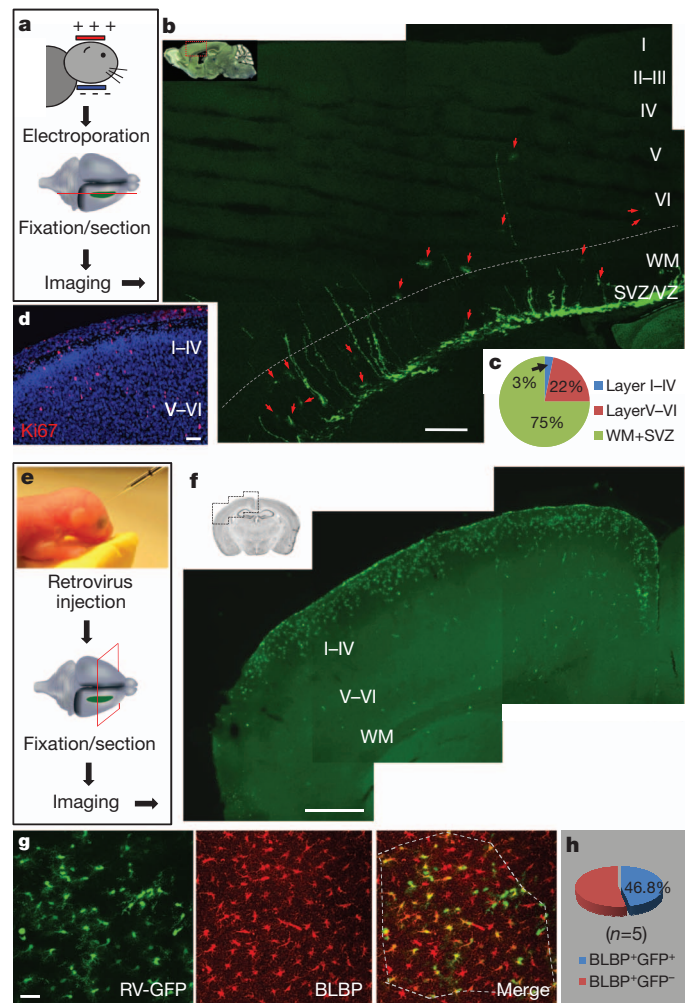 a
+ + +
- - -
Electroporation
Fixation/section
Imaging
b
I
II–III
IV
V
VI
WM
SVZ/VZ
c
3%
22%
75%
Layer I–IV
LayerV–VI
WM+SVZ
d
I–IV
V–VI
Ki67
e
Retrovirus
injection
Fixation/section
Imaging
f
I–IV
V–VI
WM
g
RV-GFP
BLBP
Merge
h
46.8%
(n=5)
BLBP⁺GFP⁺
BLBP⁺GFP⁻